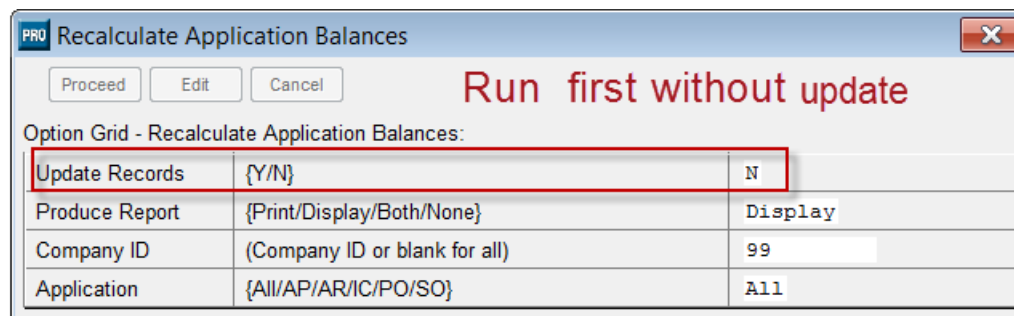 PRO Recalculate Application Balances
Proceed Edit Cancel Run first without update
Option Grid - Recalculate Application Balances:
Update Records {Y/N} N
Produce Report {Print/Display/Both/None} Display
Company ID (Company ID or blank for all) 99
Application {All/AP/AR/IC/PO/SO} All